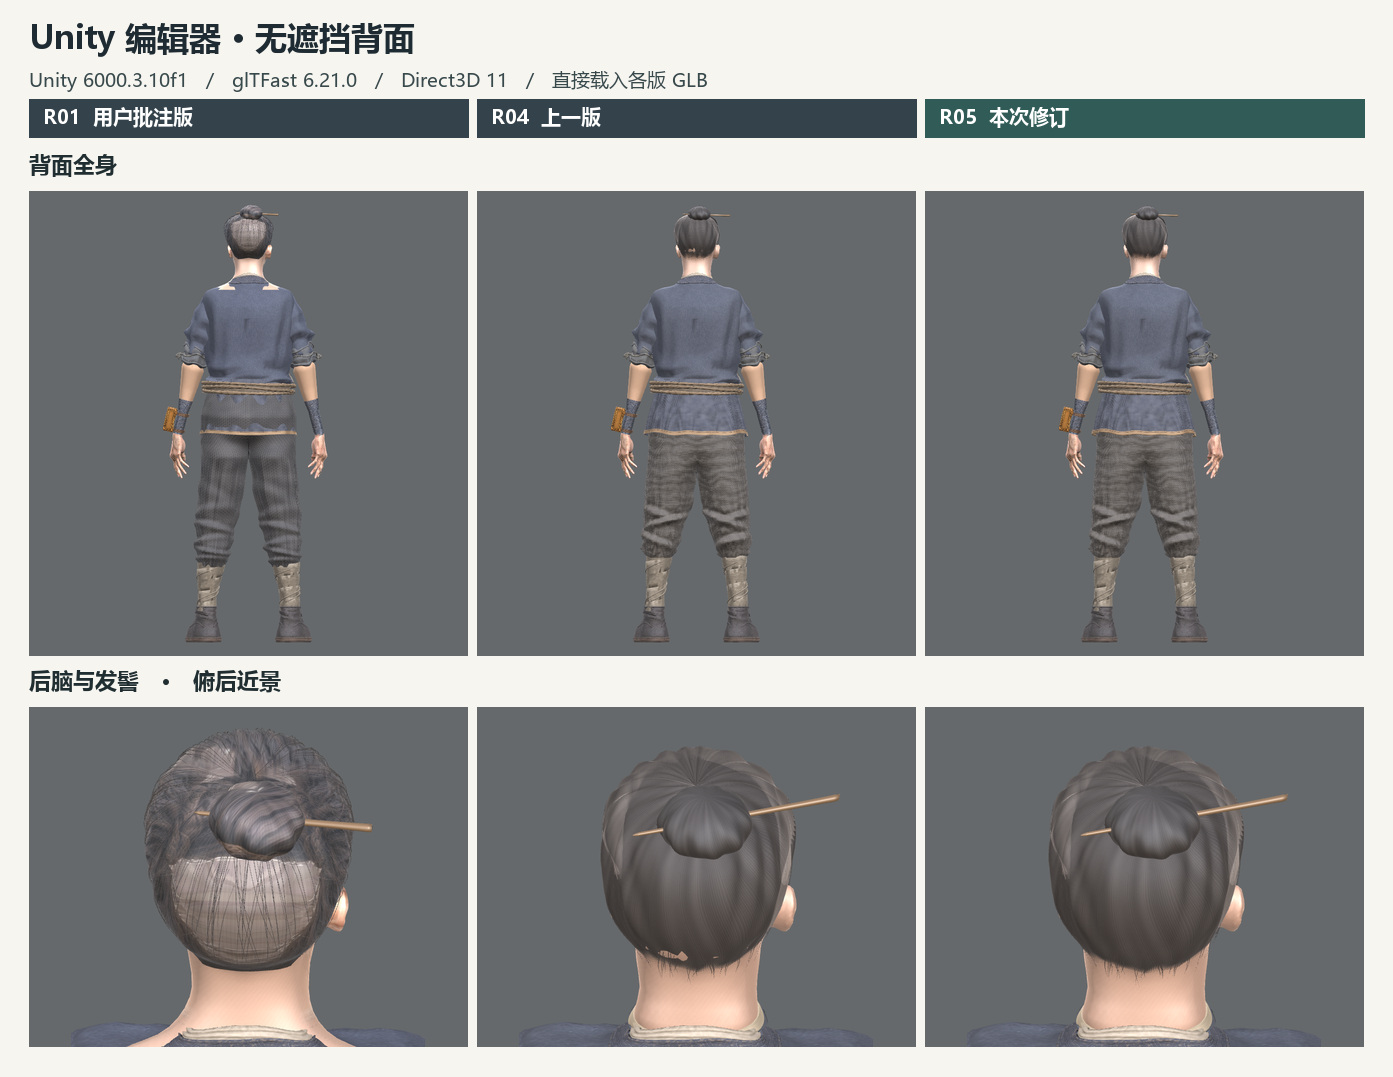 Unity 编辑器 • 无遮挡背面
Unity 6000.3.10f1 / glTFast 6.21.0 / Direct3D 11 / 直接载入各版 GLB
R01 用户批注版
R04 上一版
R05 本次修订
背面全身
后脑与发髻 • 俯后近景